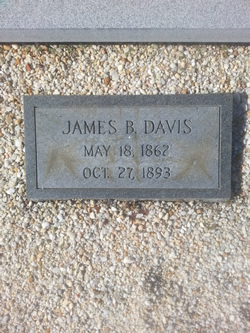 JAMES B. DAVIS
MAY 18, 1862
OCT. 27, 1893